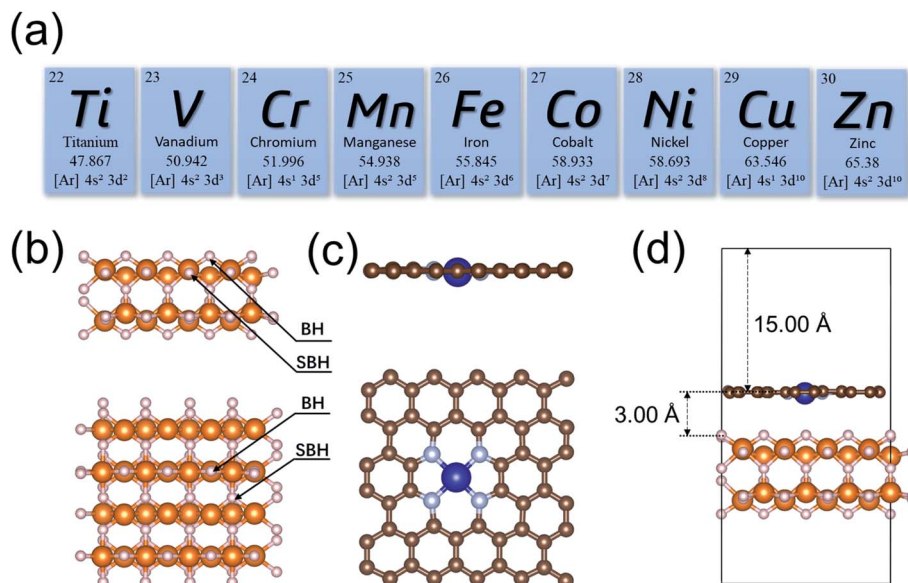 (a)
22 23 24 25 26 27 28 29 30
Ti V Cr Mn Fe Co Ni Cu Zn
Titanium Vanadium Chromium Manganese Iron Cobalt Nickel Copper Zinc
47.867 50.942 51.996 54.938 55.845 58.933 58.693 63.546 65.38
[Ar] 4s² 3d² [Ar] 4s² 3d³ [Ar] 4s¹ 3d⁵ [Ar] 4s² 3d⁵ [Ar] 4s² 3d⁶ [Ar] 4s² 3d⁷ [Ar] 4s² 3d⁸ [Ar] 4s¹ 3d¹⁰ [Ar] 4s² 3d¹⁰
(b)
BH
SBH
BH
SBH
(c)
(d)
15.00 Å
3.00 Å